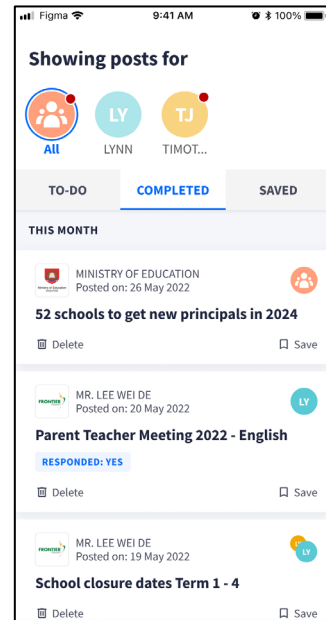 Figma 9:41 AM 100%
Showing posts for
LY TJ
All LYNN TIMOT...
TO-DO COMPLETED SAVED
THIS MONTH
MINISTRY OF EDUCATION
Posted on: 26 May 2022
52 schools to get new principals in 2024
Delete Save
FRONTIER
MR. LEE WEI DE
Posted on: 20 May 2022
LY
Parent Teacher Meeting 2022 - English
RESPONDED: YES
Delete Save
FRONTIER
MR. LEE WEI DE
Posted on: 19 May 2022
LY
School closure dates Term 1 - 4
Delete Save